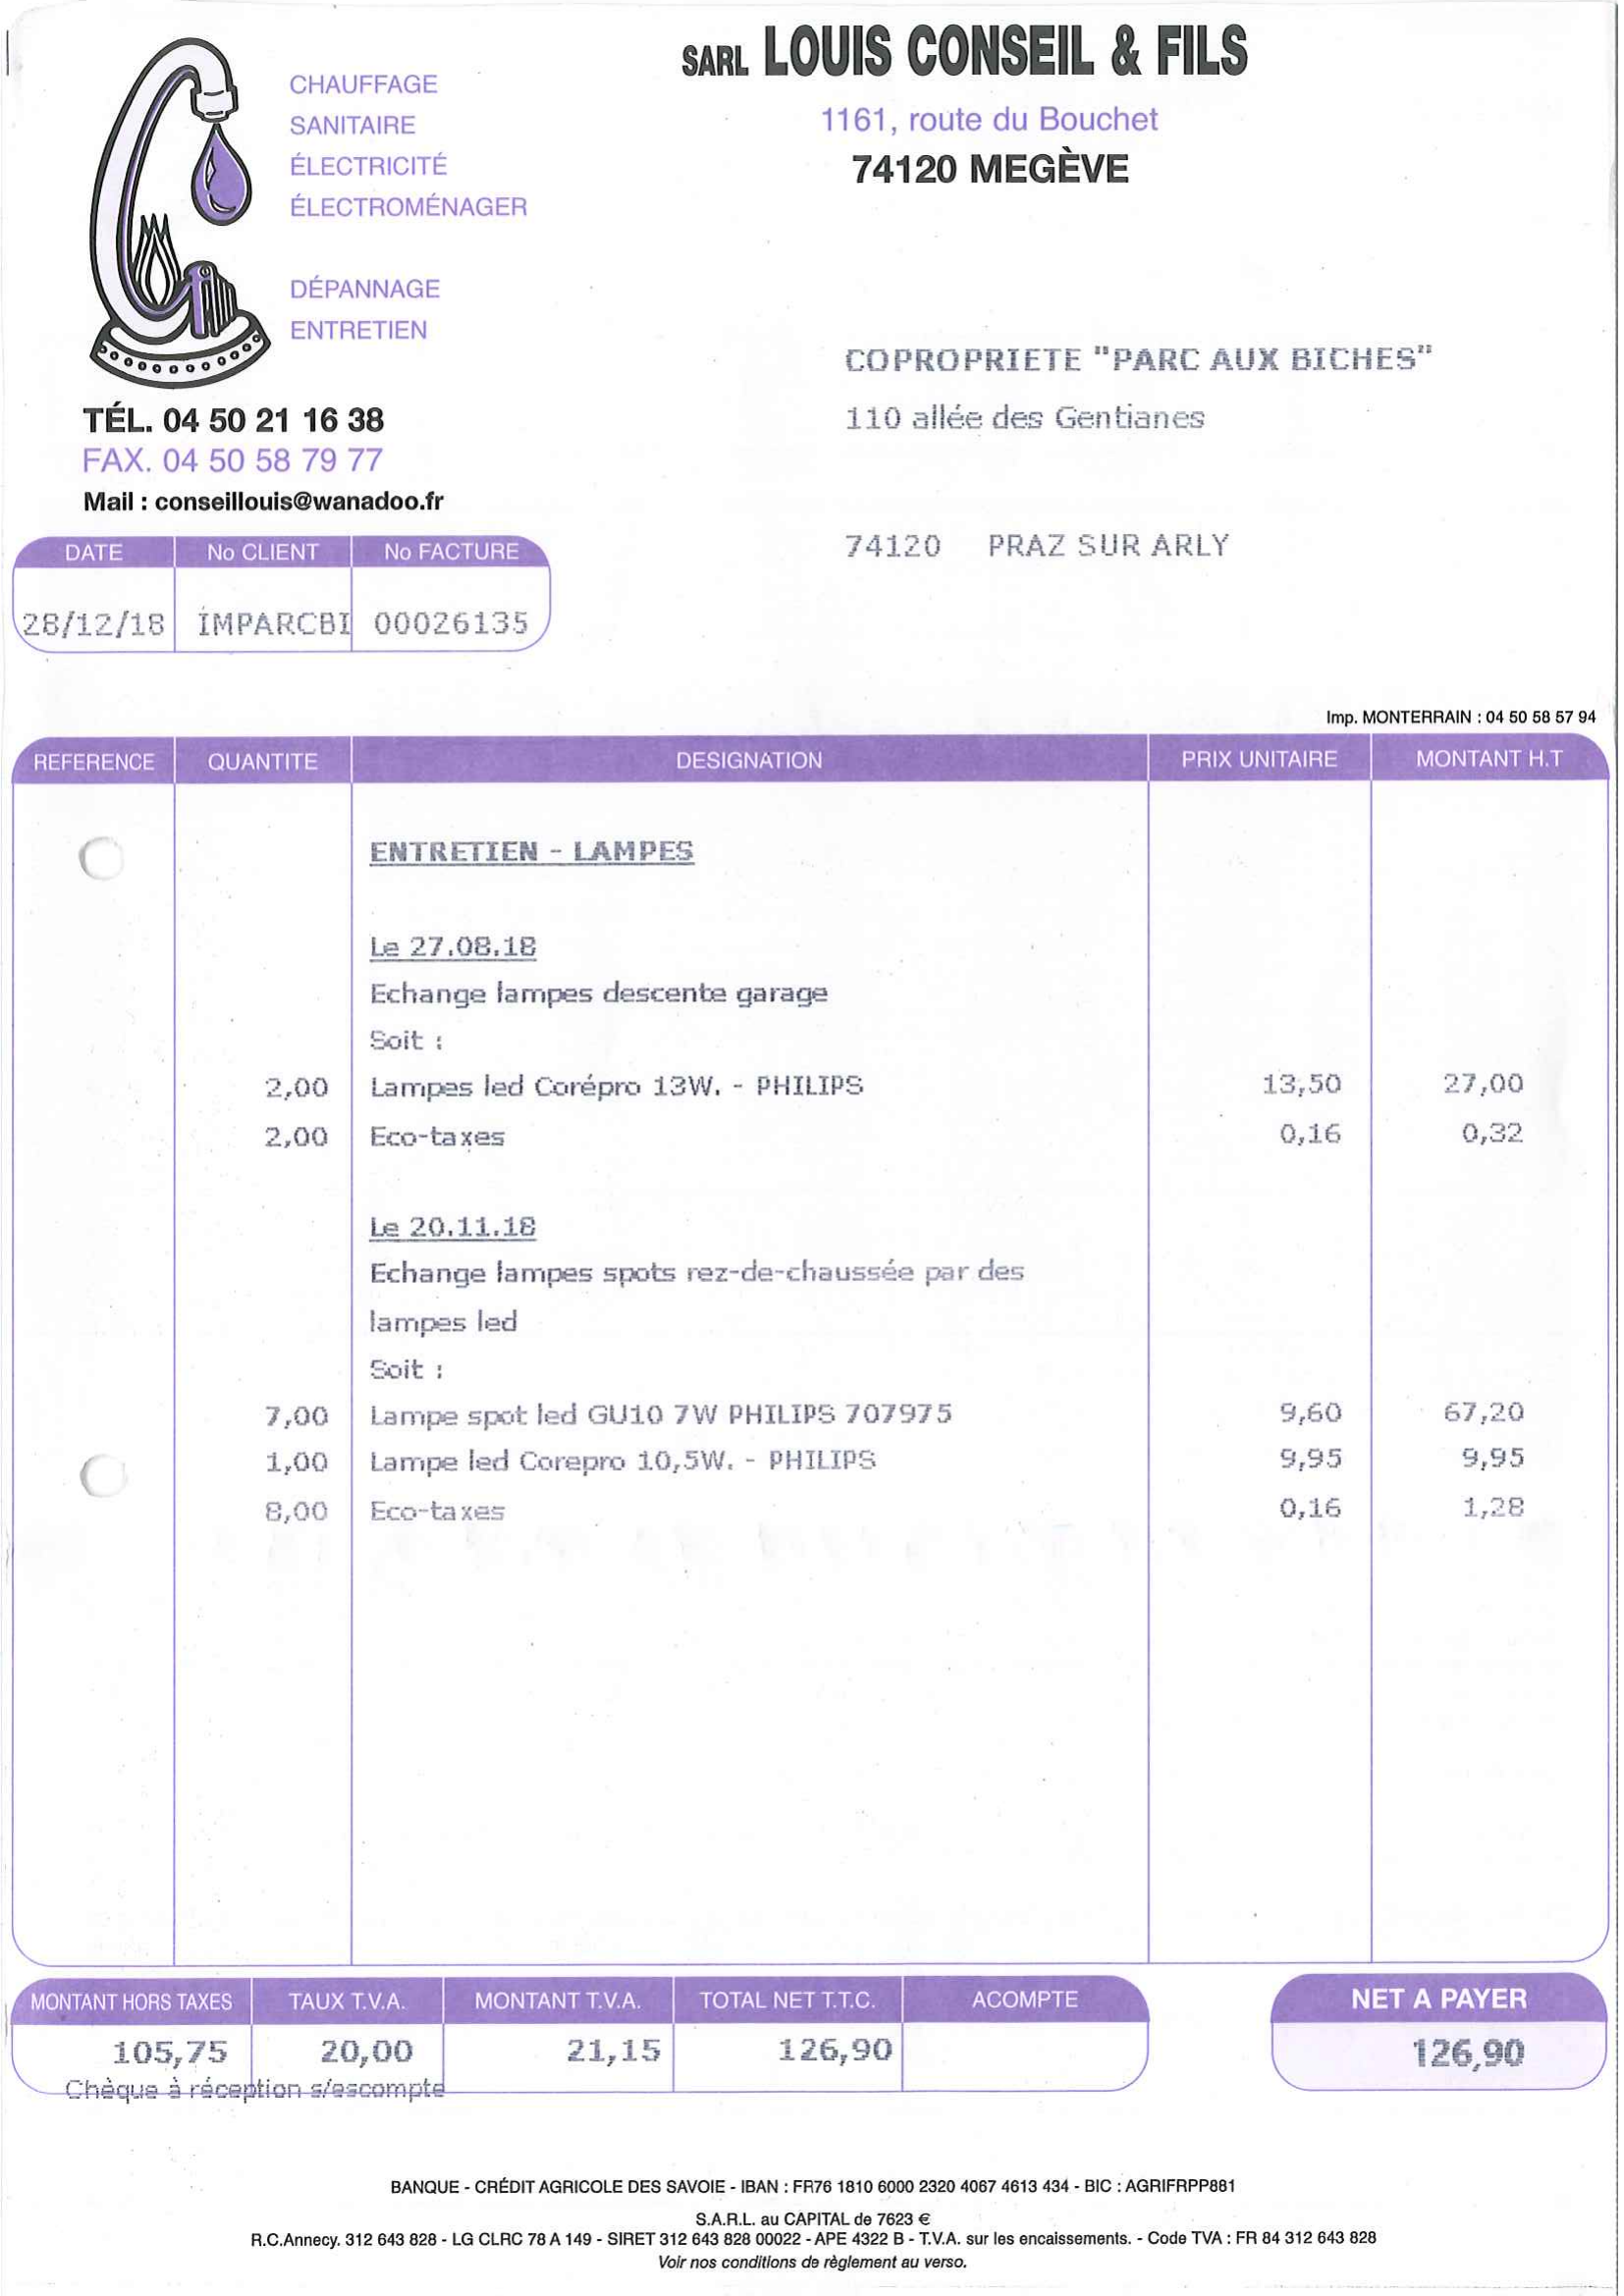 SARL LOUIS CONSEIL & FILS
1161, route du Bouchet
74120 MEGÈVE
CHAUFFAGE
SANITAIRE
ÉLECTRICITÉ
ÉLECTROMÉNAGER
DÉPANNAGE
ENTRETIEN
TÉL. 04 50 21 16 38
FAX. 04 50 58 79 77
Mail : conseillouis@wanadoo.fr
COPROPRIETE "PARC AUX BICHES"
110 allée des Gentianes
74120 PRAZ SUR ARLY
DATE No CLIENT No FACTURE
28/12/18 IMPARCBI 00026135
Imp. MONTERRAIN : 04 50 58 57 94
REFERENCE QUANTITE DESIGNATION PRIX UNITAIRE MONTANT H.T
ENTRETIEN - LAMPES
Le 27.08.18
Echange lampes descente garage
Soit :
2,00 Lampes led Corépro 13W. - PHILIPS 13,50 27,00
2,00 Eco-taxes 0,16 0,32
Le 20.11.18
Echange lampes spots rez-de-chaussée par des
lampes led
Soit :
7,00 Lampe spot led GU10 7W PHILIPS 707975 9,60 67,20
1,00 Lampe led Corepro 10,5W. - PHILIPS 9,95 9,95
8,00 Eco-taxes 0,16 1,28
MONTANT HORS TAXES TAUX T.V.A. MONTANT T.V.A. TOTAL NET T.T.C. ACOMPTE NET A PAYER
105,75 20,00 21,15 126,90 126,90
Chèque à réception s/escompte
BANQUE - CRÉDIT AGRICOLE DES SAVOIE - IBAN : FR76 1810 6000 2320 4067 4613 434 - BIC : AGRIFRPP881
S.A.R.L. au CAPITAL de 7623 €
R.C.Annecy. 312 643 828 - LG CLRC 78 A 149 - SIRET 312 643 828 00022 - APE 4322 B - T.V.A. sur les encaissements. - Code TVA : FR 84 312 643 828
Voir nos conditions de règlement au verso.